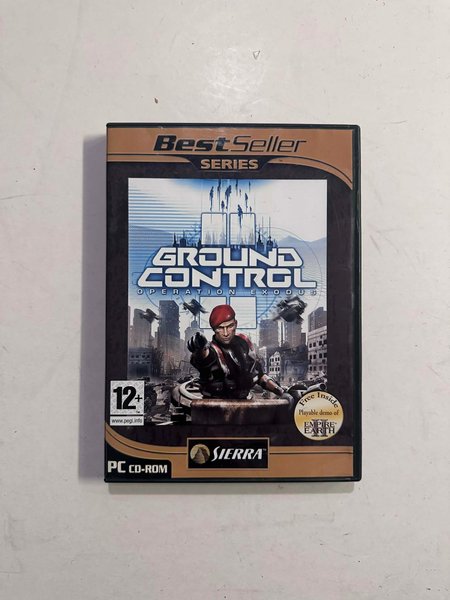 BestSeller
SERIES
GROUND
CONTROL
II
OPERATION EXODUS
12+
www.pegi.info
Free Inside
Playable demo of
EMPIRE
EARTH
II
SIERRA
PC CD-ROM